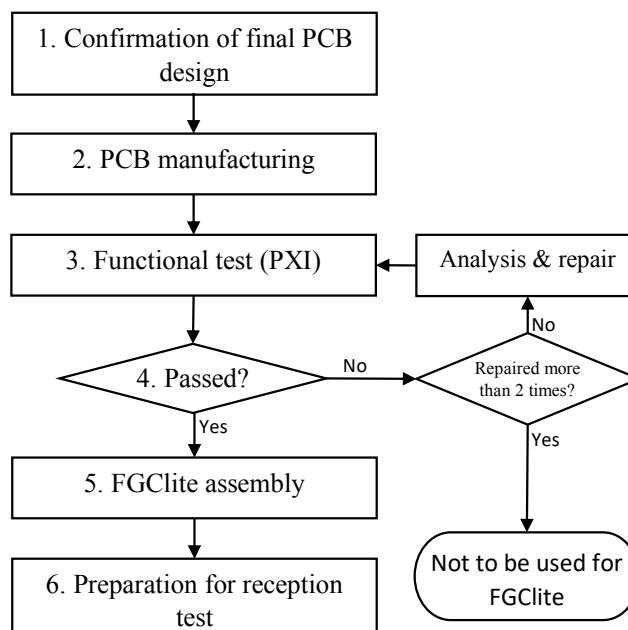 1. Confirmation of final PCB
design
2. PCB manufacturing
3. Functional test (PXI)
Analysis & repair
No
4. Passed?
No
Repaired more
than 2 times?
Yes
Yes
5. FGClite assembly
Not to be used for
FGClite
6. Preparation for reception
test